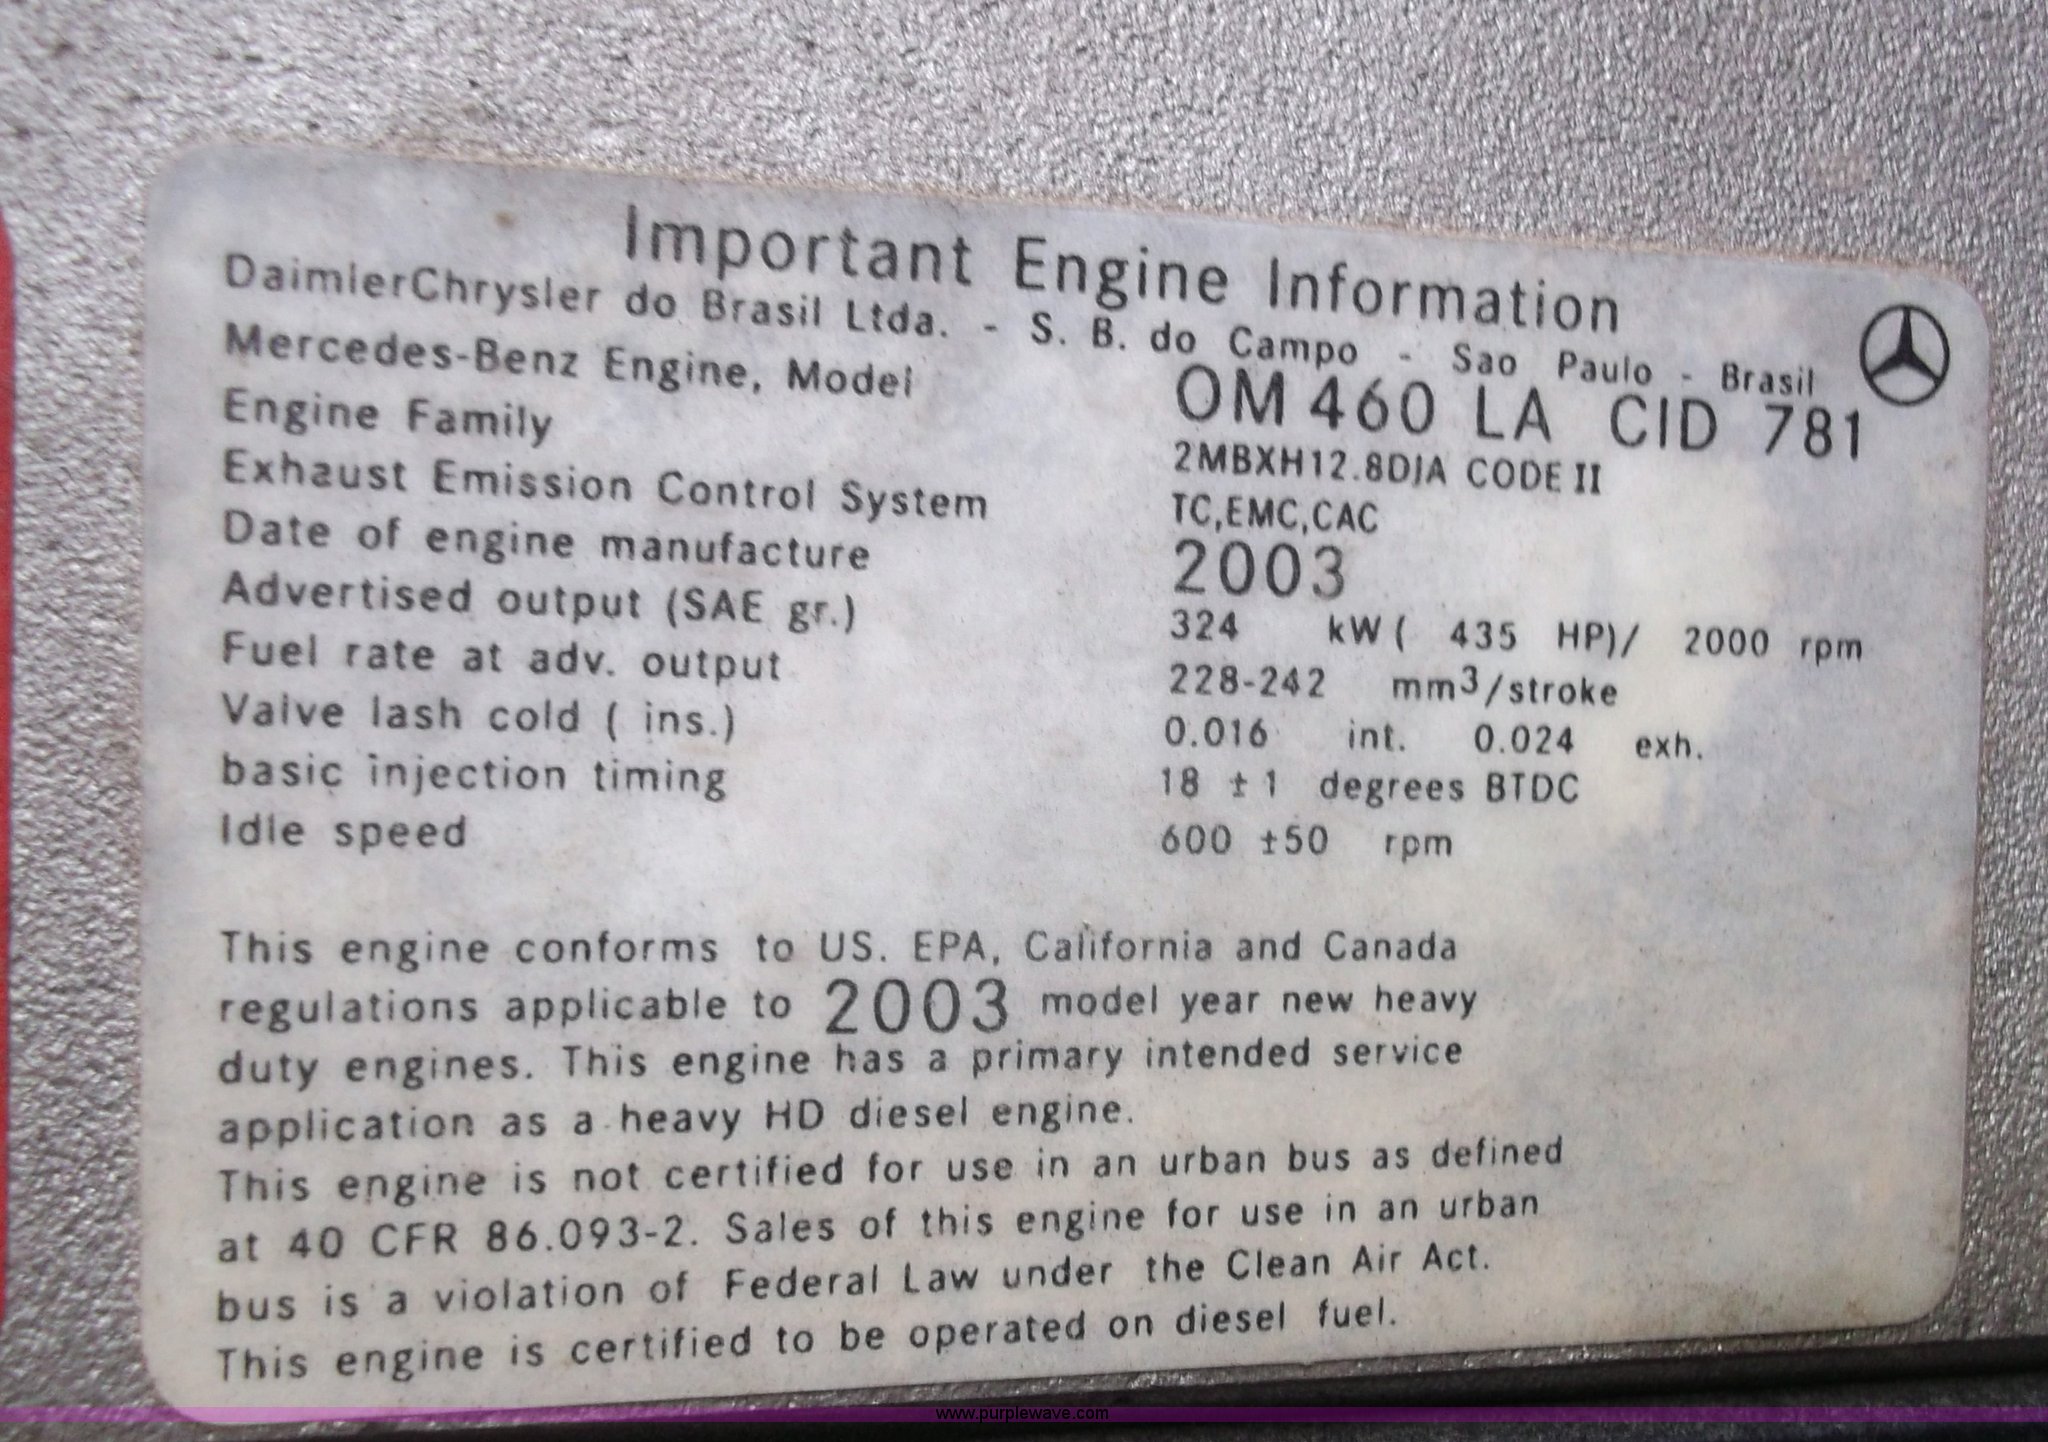 Important Engine Information
DaimlerChrysler do Brasil Ltda. - S. B. do Campo - Sao Paulo - Brasil
Mercedes-Benz Engine, Model OM 460 LA CID 781
Engine Family 2MBXH12.8DJA CODE II
Exhaust Emission Control System TC,EMC,CAC
Date of engine manufacture 2003
Advertised output (SAE gr.) 324 kW ( 435 HP)/ 2000 rpm
Fuel rate at adv. output 228-242 mm3/stroke
Valve lash cold ( ins.) 0.016 int. 0.024 exh.
basic injection timing 18 ±1 degrees BTDC
Idle speed 600 ±50 rpm
This engine conforms to US. EPA, California and Canada
regulations applicable to 2003 model year new heavy
duty engines. This engine has a primary intended service
application as a heavy HD diesel engine.
This engine is not certified for use in an urban bus as defined
at 40 CFR 86.093-2. Sales of this engine for use in an urban
bus is a violation of Federal Law under the Clean Air Act.
This engine is certified to be operated on diesel fuel.
www.purplewave.com